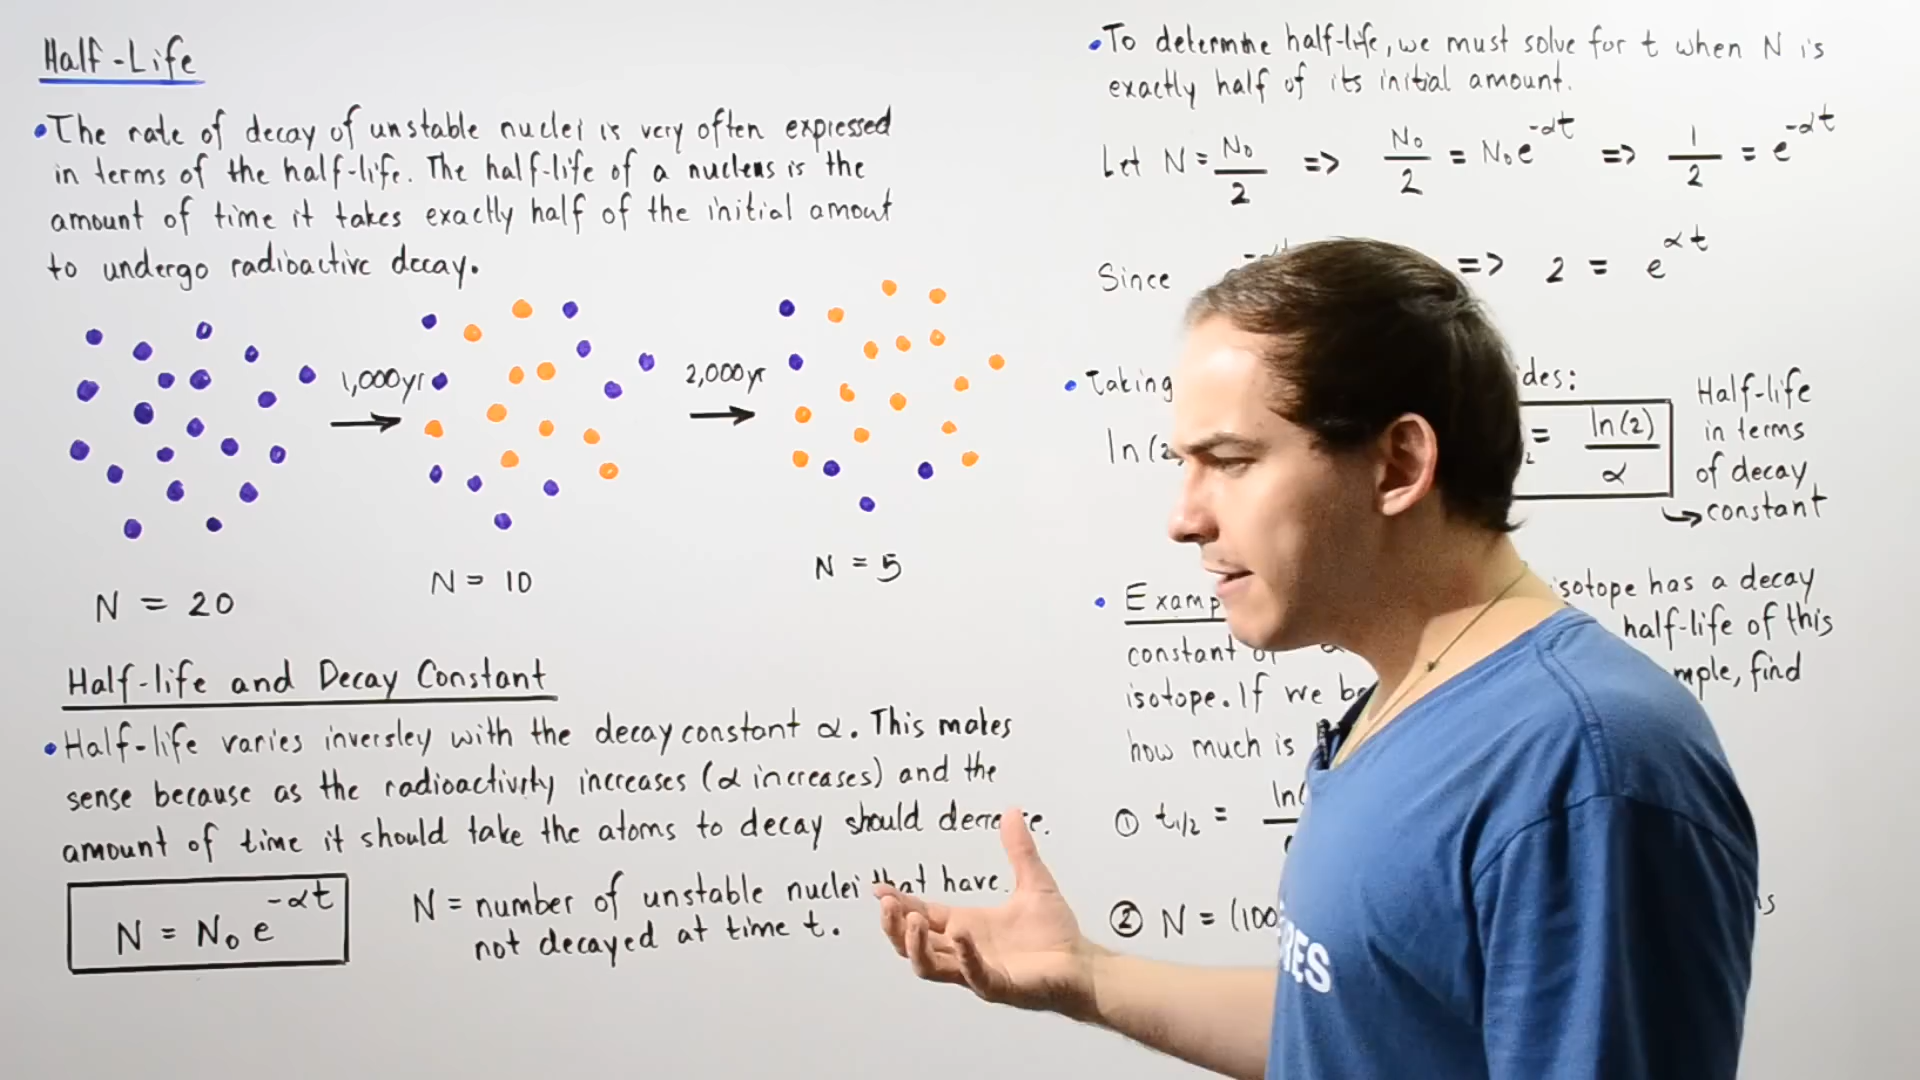 Half-Life
•The rate of decay of unstable nuclei is very often expressed
in terms of the half-life. The half-life of a nucleus is the
amount of time it takes exactly half of the initial amout
to undergo radioactive decay.
1,000yr
2,000yr
N = 20
N = 10
N = 5
Half-life and Decay Constant
•Half-life varies inversley with the decay constant α. This makes
sense because as the radioactivity increases (α increases) and the
amount of time it should take the atoms to decay should
N = N₀e^-αt
N = number of unstable nuclei that have
not decayed at time t.
•To determine half-life, we must solve for t when N is
exactly half of its initial amount.
Let N = N₀/2 => N₀/2 = N₀e^-αt => 1/2 = e^-αt
Since => 2 = e^αt
•Taking
ln(2
= ln(2)/α
Half-life
in terms
of decay
constant
• has a decay
constant half-life of this
isotope. If we find
how much is
① t1/2 =
② N = (100
RES